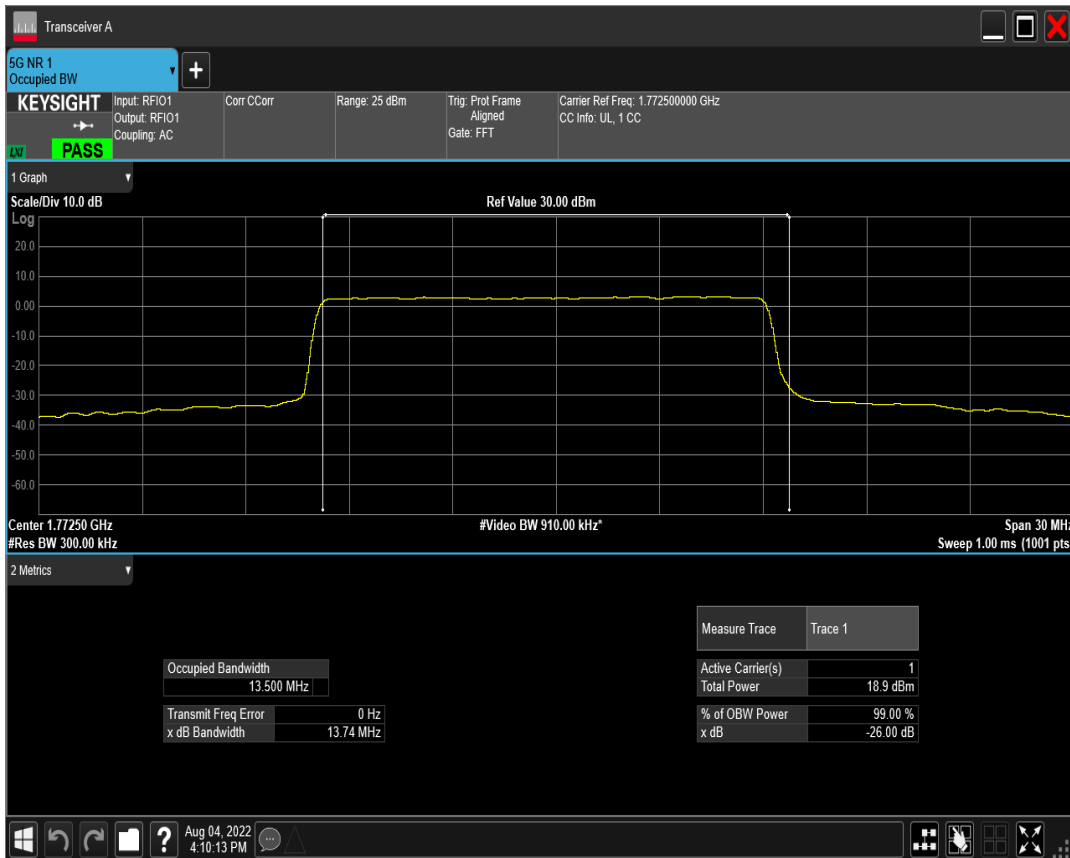 Transceiver A
5G NR 1
Occupied BW
+
KEYSIGHT
LXI
PASS
Input: RFIO1
Output: RFIO1
Coupling: AC
Corr CCorr
Range: 25 dBm
Trig: Prot Frame
Aligned
Gate: FFT
Carrier Ref Freq: 1.772500000 GHz
CC Info: UL, 1 CC
1 Graph
Scale/Div 10.0 dB
Ref Value 30.00 dBm
Log
20.0
10.0
0.00
-10.0
-20.0
-30.0
-40.0
-50.0
-60.0
Center 1.77250 GHz
#Video BW 910.00 kHz*
Span 30 MHz
#Res BW 300.00 kHz
Sweep 1.00 ms (1001 pts
2 Metrics
Measure Trace Trace 1
Occupied Bandwidth
13.500 MHz
Active Carrier(s) 1
Total Power 18.9 dBm
Transmit Freq Error 0 Hz
x dB Bandwidth 13.74 MHz
% of OBW Power 99.00 %
x dB -26.00 dB
?
Aug 04, 2022
4:10:13 PM